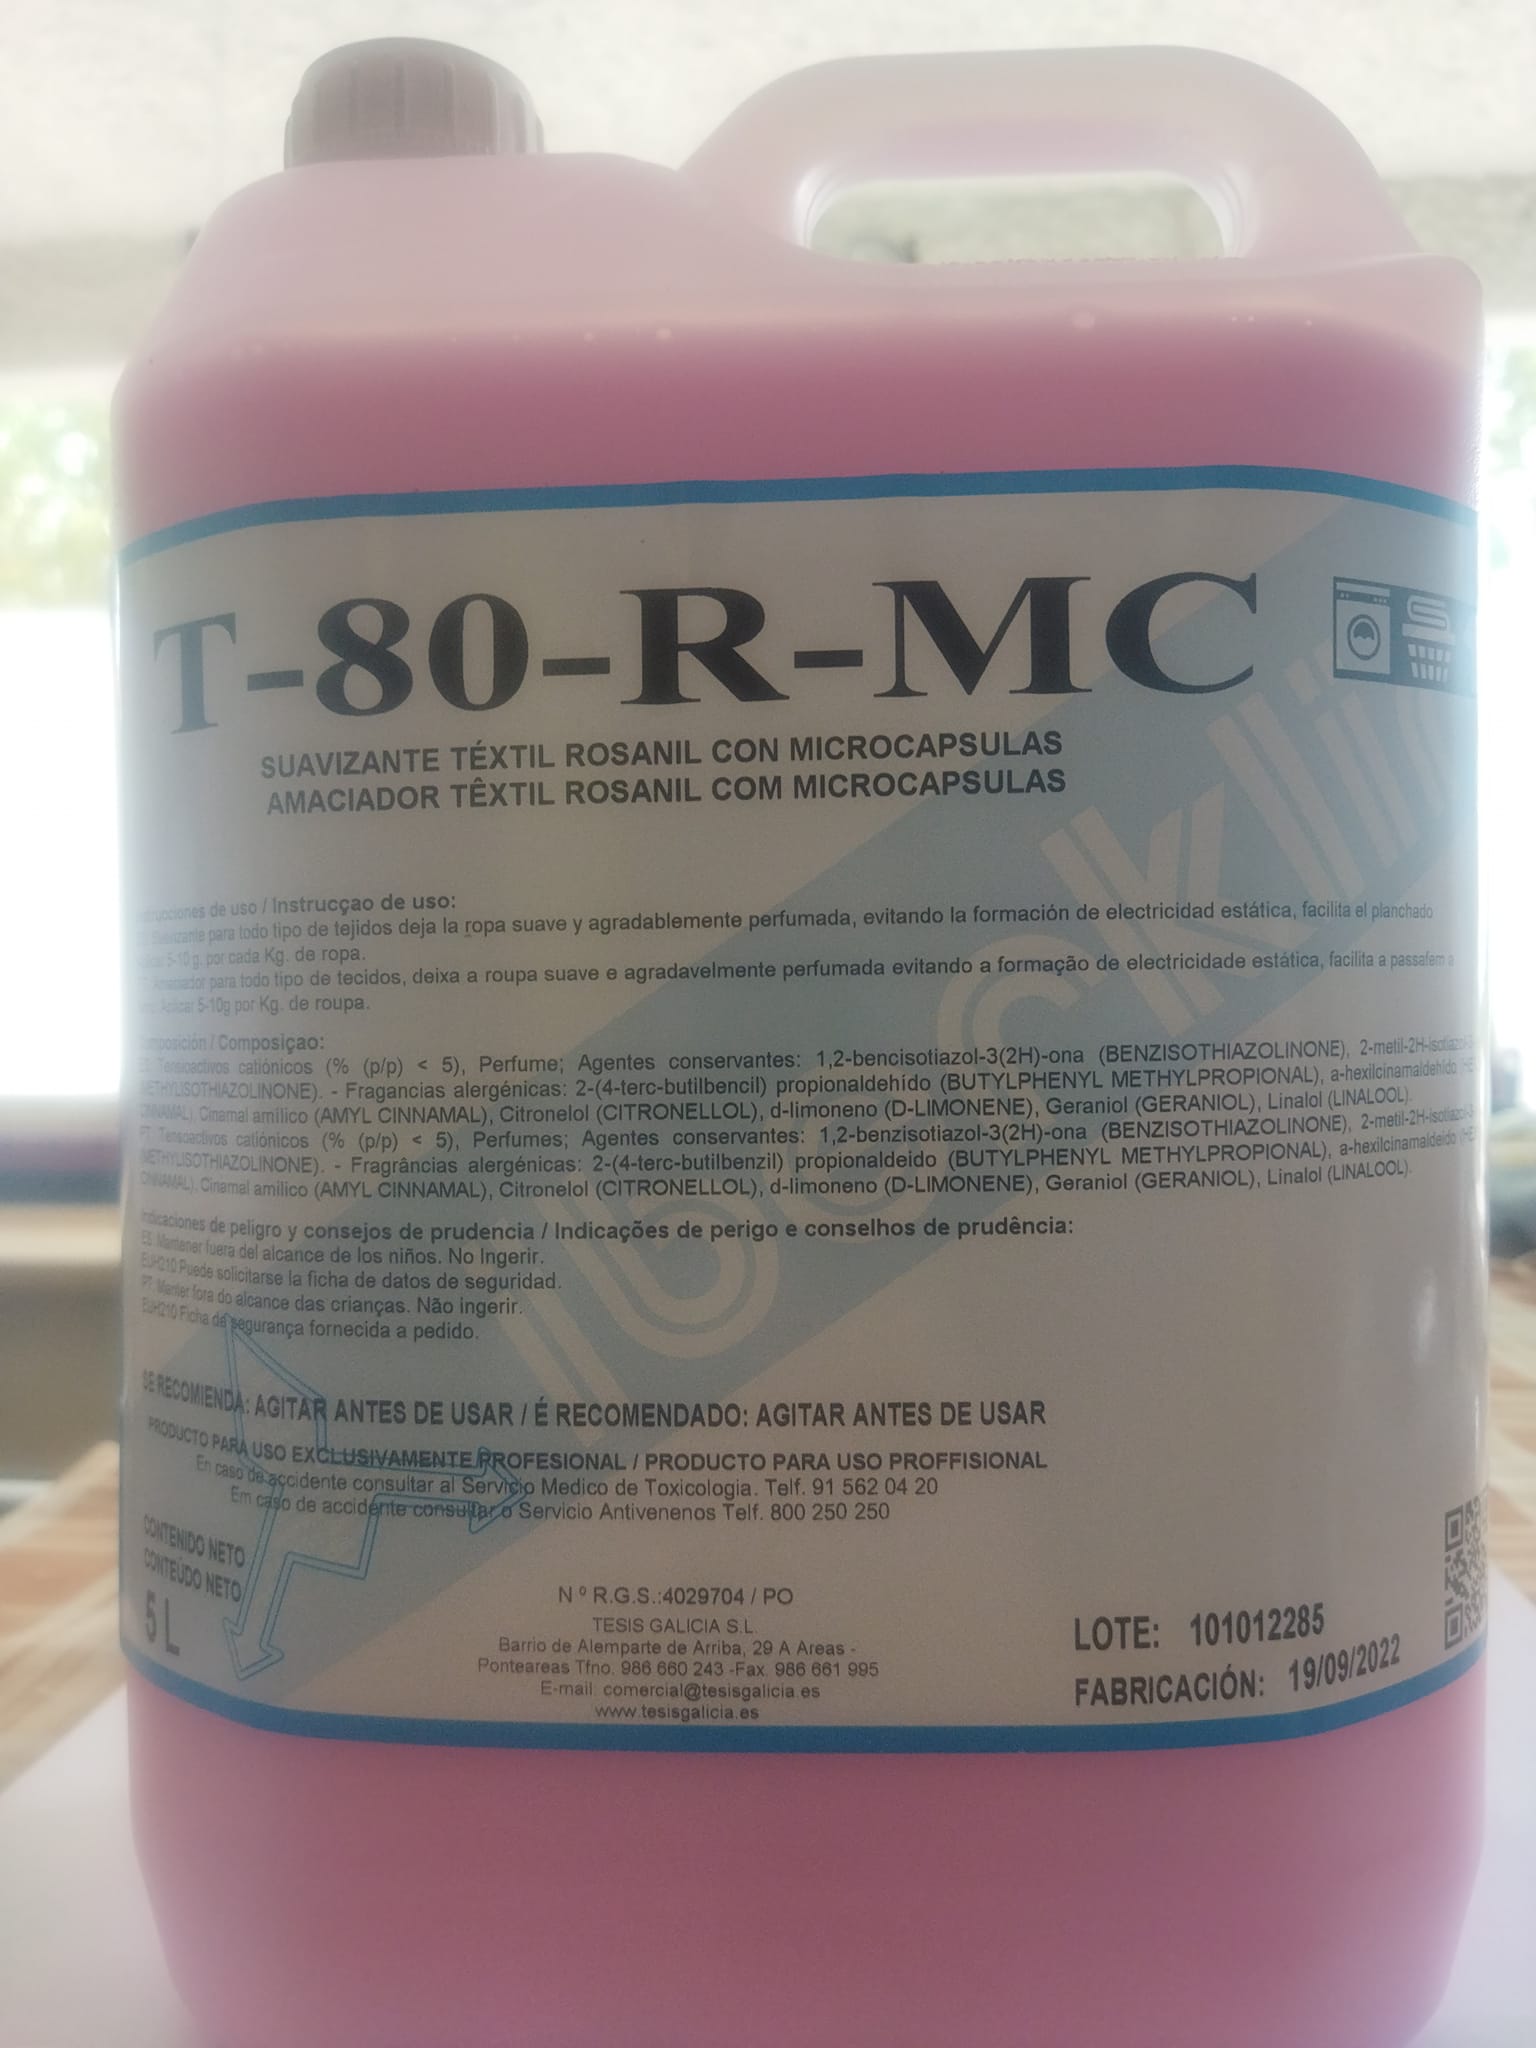 T-80-R-MC
SUAVIZANTE TÉXTIL ROSANIL CON MICROCAPSULAS
AMACIADOR TÊXTIL ROSANIL COM MICROCAPSULAS
backlin
Instrucciones de uso / Instrucçao de uso:
ES: Suavizante para todo tipo de tejidos deja la ropa suave y agradablemente perfumada, evitando la formación de electricidad estática, facilita el planchado
Aplicar 5-10 g. por cada Kg. de ropa.
PT: Amaciador para todo tipo de tecidos, deixa a roupa suave e agradavelmente perfumada evitando a formação de electricidade estática, facilita a passafem a
Aplicar 5-10g por Kg. de roupa.
Composición / Composiçao:
ES: Tensioactivos catiónicos (% (p/p) < 5), Perfume; Agentes conservantes: 1,2-bencisotiazol-3(2H)-ona (BENZISOTHIAZOLINONE), 2-metil-2H-isotiazol-3-
(METHYLISOTHIAZOLINONE). - Fragancias alergénicas: 2-(4-terc-butilbencil) propionaldehído (BUTYLPHENYL METHYLPROPIONAL), a-hexilcinamaldehido
CINNAMAL), Cinamal amílico (AMYL CINNAMAL), Citronelol (CITRONELLOL), d-limoneno (D-LIMONENE), Geraniol (GERANIOL), Linalol (LINALOOL).
PT: Tensoactivos catiónicos (% (p/p) < 5), Perfumes; Agentes conservantes: 1,2-benzisotiazol-3(2H)-ona (BENZISOTHIAZOLINONE), 2-metil-2H-isotiazol-3-
(METHYLISOTHIAZOLINONE). - Fragrâncias alergénicas: 2-(4-terc-butilbenzil) propionaldeido (BUTYLPHENYL METHYLPROPIONAL), a-hexilcinamaldeido
CINNAMAL), Cinamal amílico (AMYL CINNAMAL), Citronelol (CITRONELLOL), d-limoneno (D-LIMONENE), Geraniol (GERANIOL), Linalol (LINALOOL).
Indicaciones de peligro y consejos de prudencia / Indicações de perigo e conselhos de prudência:
ES: Mantener fuera del alcance de los niños. No Ingerir.
EUH210 Puede solicitarse la ficha de datos de seguridad.
PT: Manter fora do alcance das crianças. Não ingerir.
EUH210 Ficha de segurança fornecida a pedido.
SE RECOMIENDA: AGITAR ANTES DE USAR / É RECOMENDADO: AGITAR ANTES DE USAR
PRODUCTO PARA USO EXCLUSIVAMENTE PROFESIONAL / PRODUCTO PARA USO PROFFISIONAL
En caso de accidente consultar al Servicio Medico de Toxicologia. Telf. 91 562 04 20
Em caso de accidente consultar o Servicio Antivenenos Telf. 800 250 250
CONTENIDO NETO
CONTEÚDO NETO
5 L
N º R.G.S.:4029704 / PO
TESIS GALICIA S.L.
Barrio de Alemparte de Arriba, 29 A Areas -
Ponteareas Tfno. 986 660 243 -Fax. 986 661 995
E-mail: comercial@tesisgalicia.es
www.tesisgalicia.es
LOTE: 101012285
FABRICACIÓN: 19/09/2022